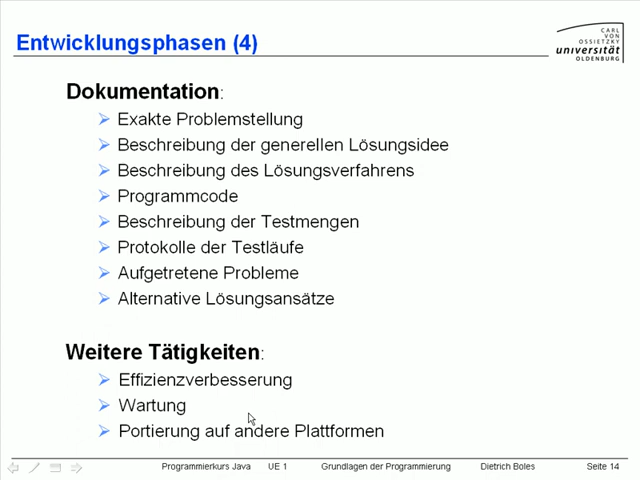 Entwicklungsphasen (4)
CARL
VON
OSSIETZKY
universität
OLDENBURG
Dokumentation:
Exakte Problemstellung
Beschreibung der generellen Lösungsidee
Beschreibung des Lösungsverfahrens
Programmcode
Beschreibung der Testmengen
Protokolle der Testläufe
Aufgetretene Probleme
Alternative Lösungsansätze
Weitere Tätigkeiten:
Effizienzverbesserung
Wartung
Portierung auf andere Plattformen
Programmierkurs Java UE 1 Grundlagen der Programmierung Dietrich Boles Seite 14